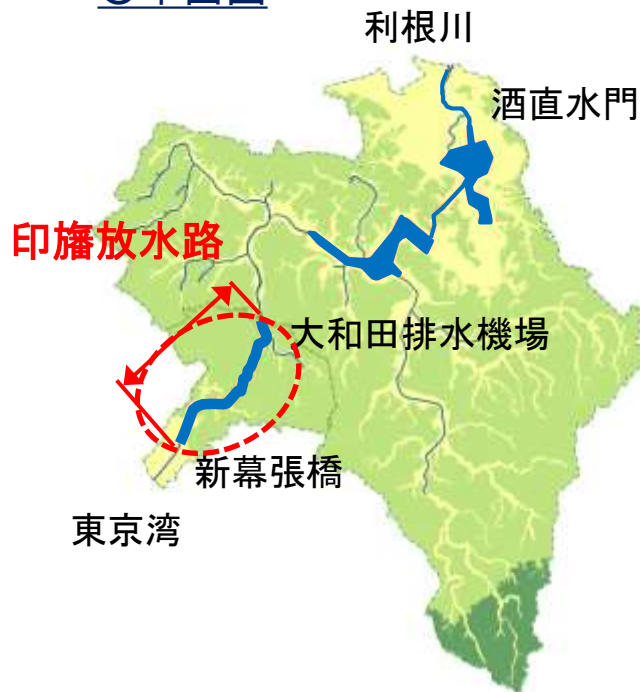 利根川
酒直水門
印旛放水路
大和田排水機場
新幕張橋
東京湾